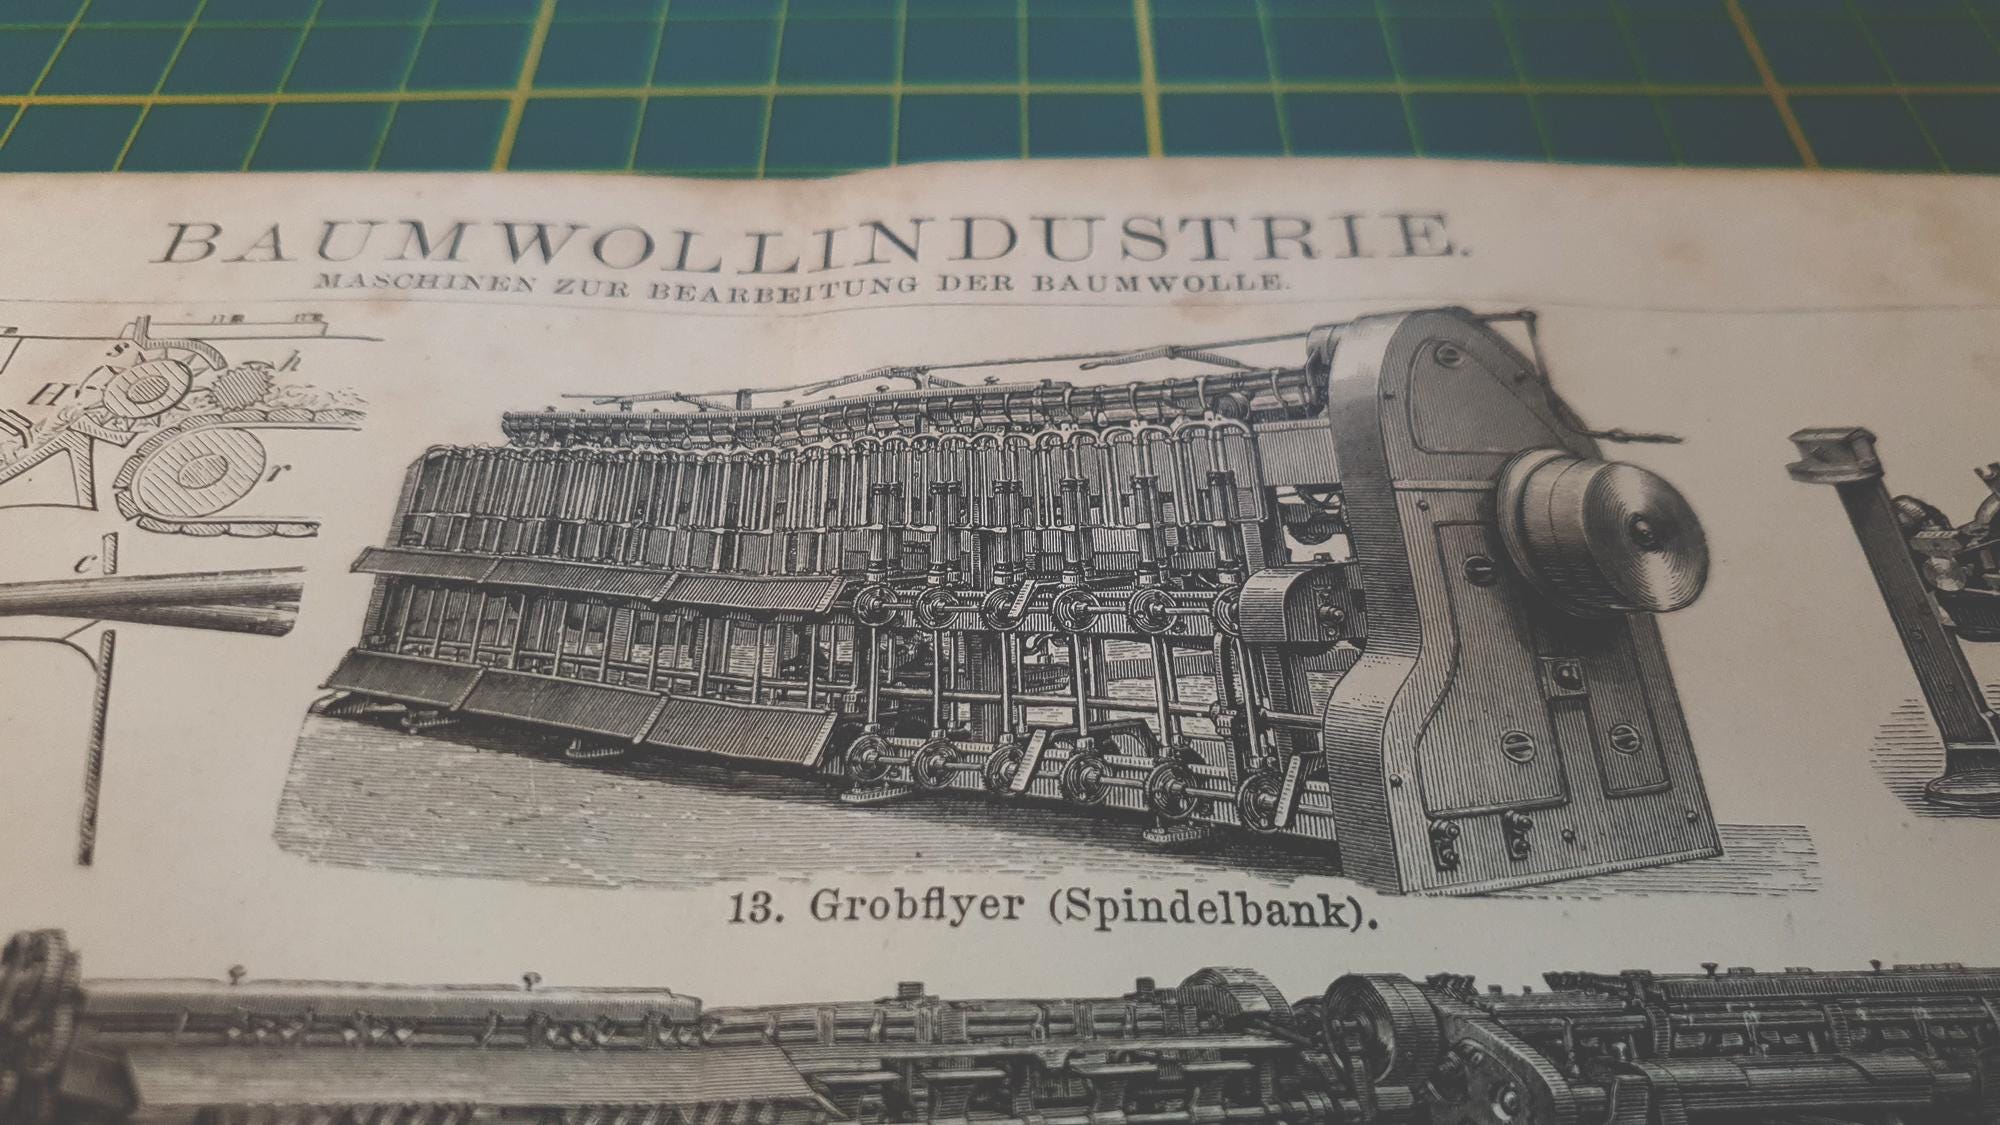 BAUMWOLLINDUSTRIE.
MASCHINEN ZUR BEARBEITUNG DER BAUMWOLLE.
s
H
h
r
c
13. Grobflyer (Spindelbank).